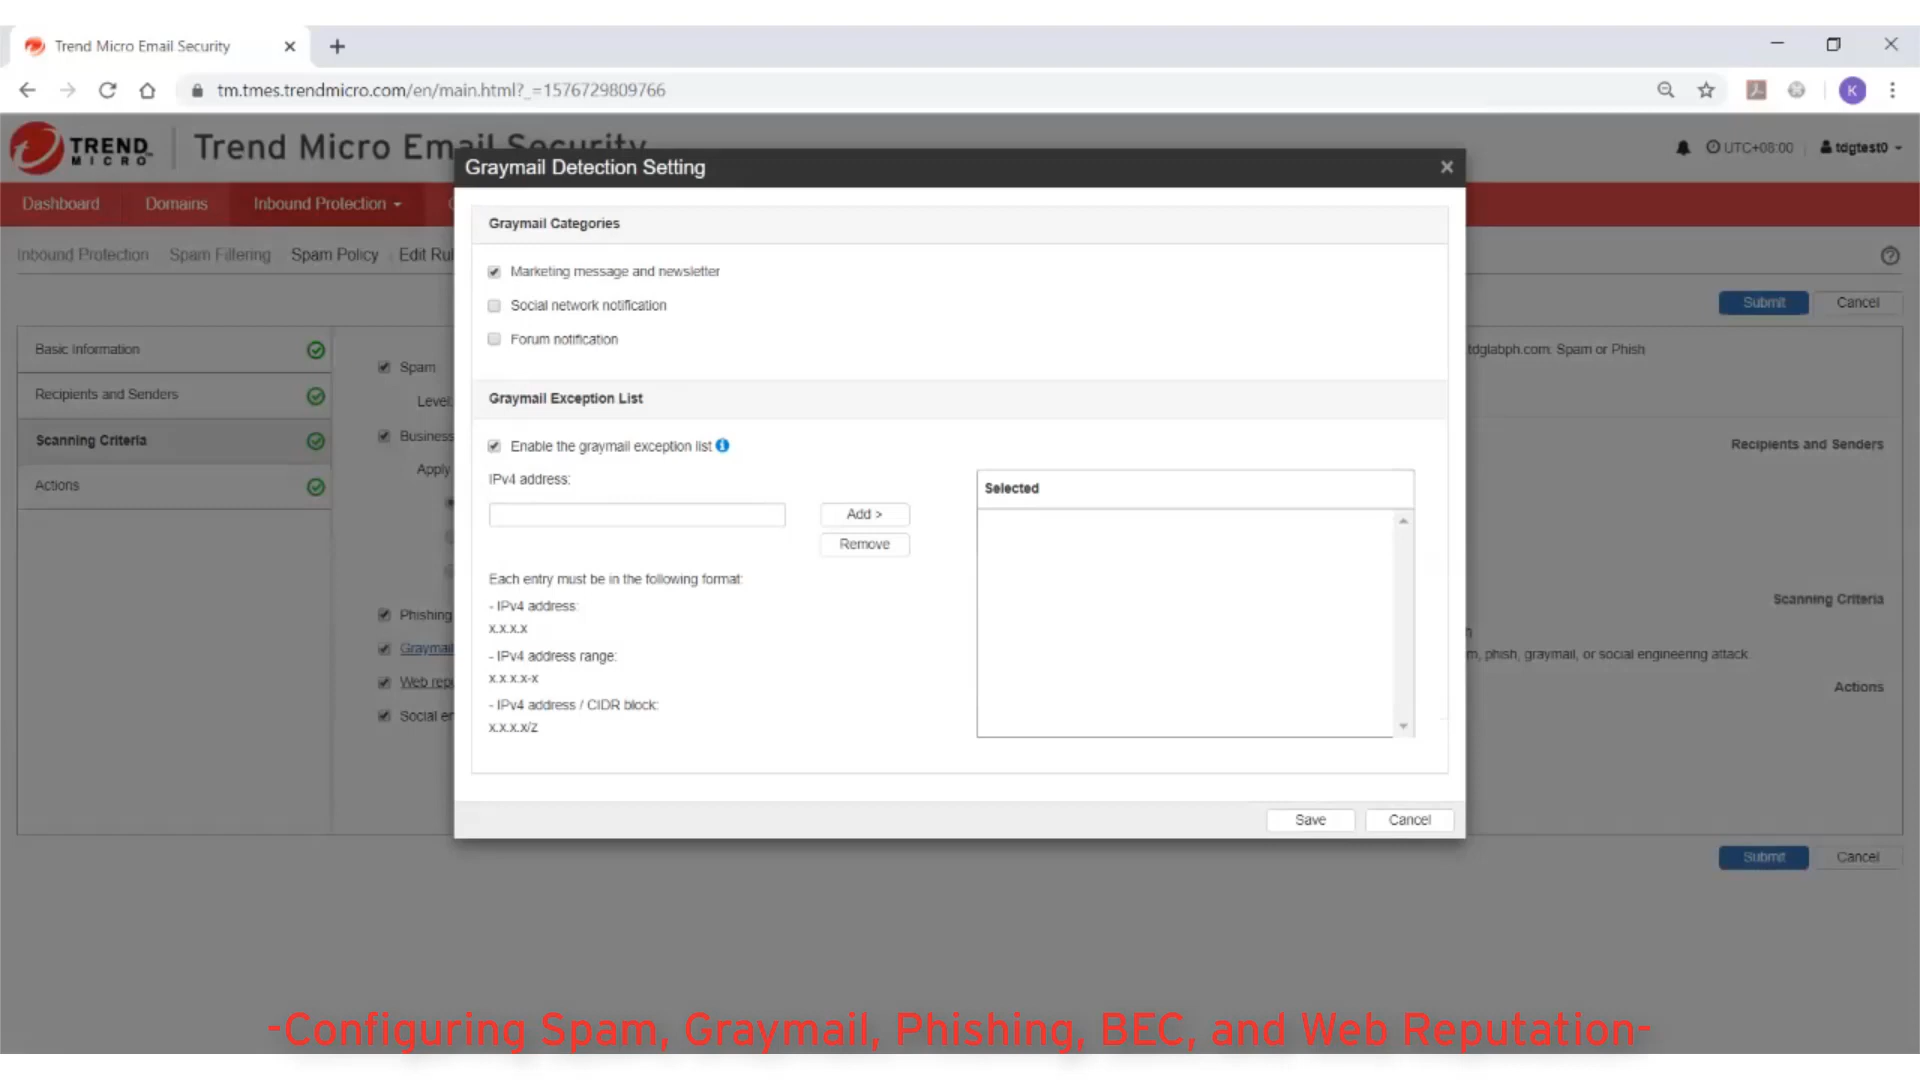 Trend Micro Email Security
tm.tmes.trendmicro.com/en/main.html?_=1576729809766
K
TREND
MICRO
Trend Micro Email Security
UTC+08:00
tdgtest0
Graymail Detection Setting
Dashboard
Domains
Inbound Protection
Inbound Protection
Spam Filtering
Spam Policy
Edit Rul
Submit
Cancel
Basic Information
Recipients and Senders
Scanning Criteria
Actions
Spam
Level:
Business
Apply
Phishing
Graymail
Web repu
Social en
Graymail Categories
Marketing message and newsletter
Social network notification
Forum notification
Graymail Exception List
Enable the graymail exception list
IPv4 address:
Add >
Remove
Selected
Each entry must be in the following format:
- IPv4 address:
x.x.x.x
- IPv4 address range:
x.x.x.x-x
- IPv4 address / CIDR block:
x.x.x.x/z
Save
Cancel
tdglabph.com: Spam or Phish
Recipients and Senders
Scanning Criteria
m, phish, graymail, or social engineering attack
Actions
Submit
Cancel
-Configuring Spam, Graymail, Phishing, BEC, and Web Reputation-